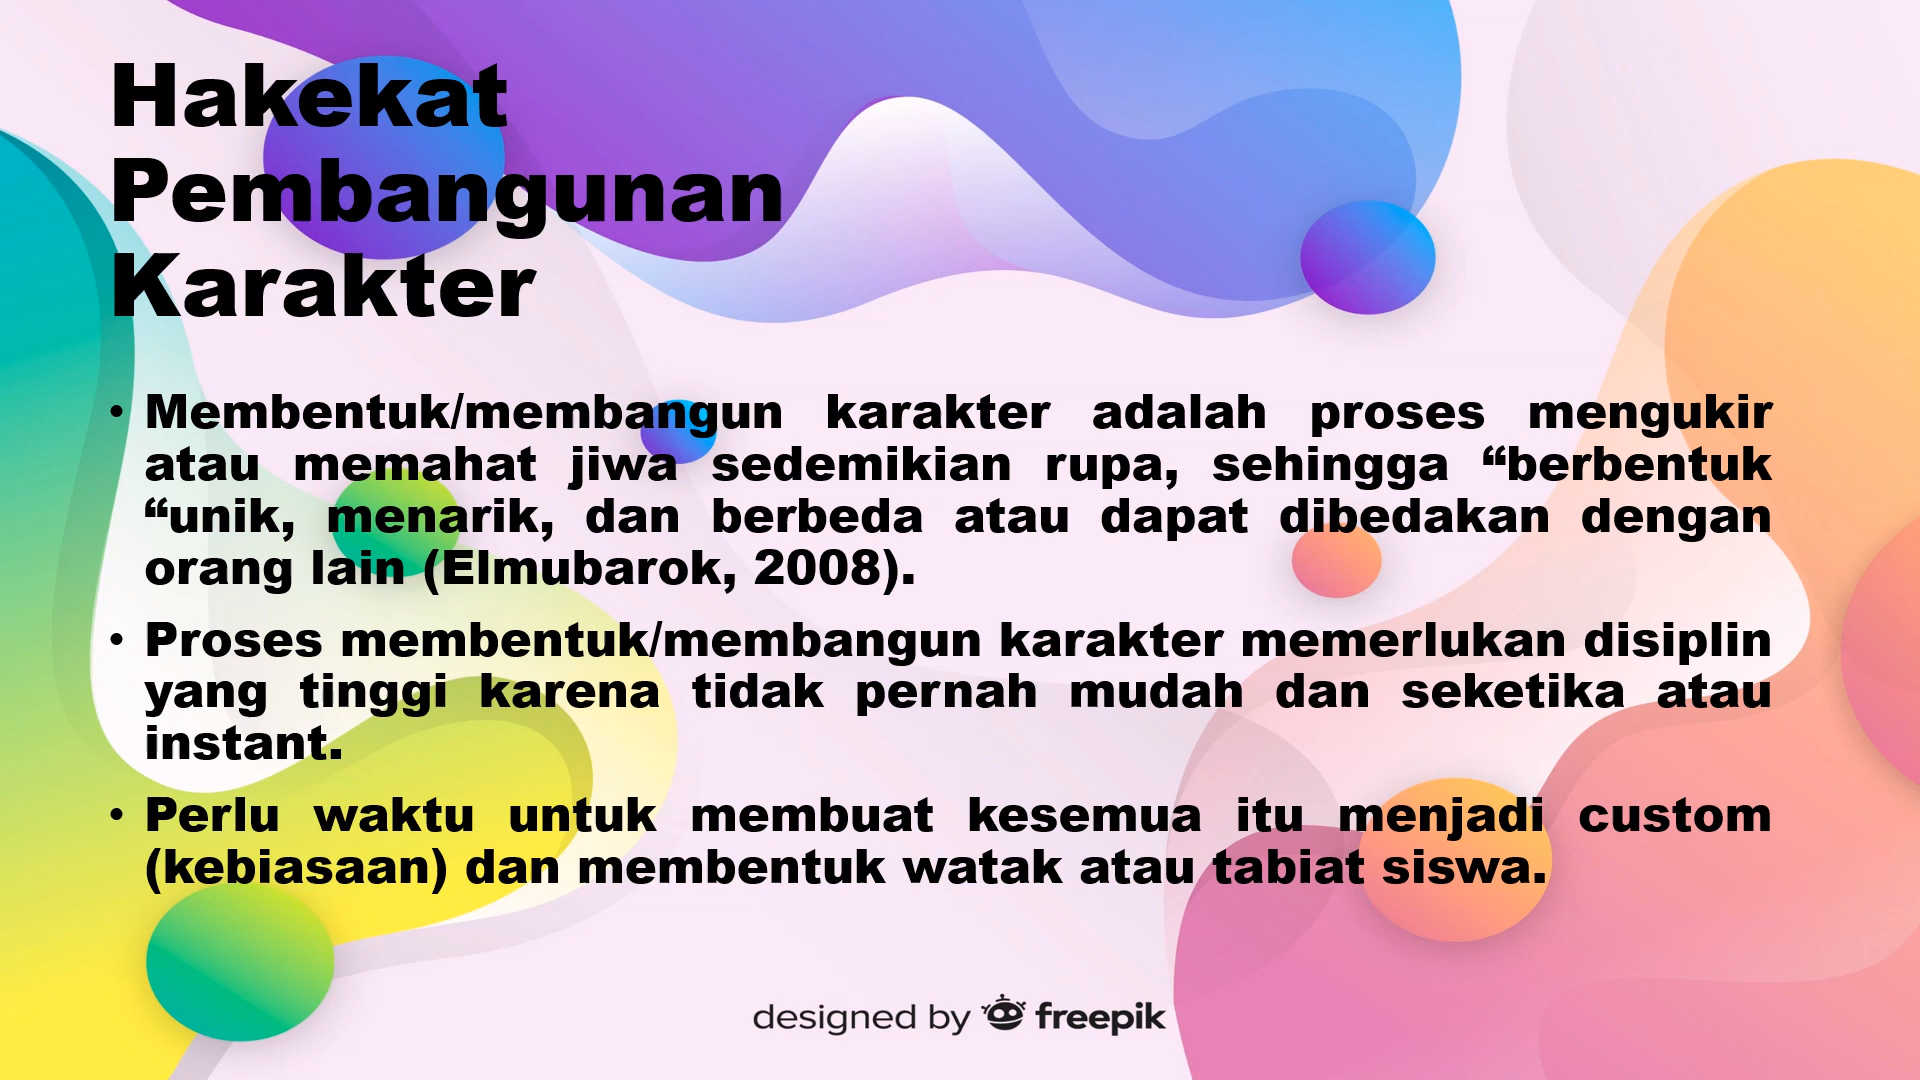 Hakekat
Pembangunan
Karakter
• Membentuk/membangun karakter adalah proses mengukir
atau memahat jiwa sedemikian rupa, sehingga “berbentuk
“unik, menarik, dan berbeda atau dapat dibedakan dengan
orang lain (Elmubarok, 2008).
• Proses membentuk/membangun karakter memerlukan disiplin
yang tinggi karena tidak pernah mudah dan seketika atau
instant.
• Perlu waktu untuk membuat kesemua itu menjadi custom
(kebiasaan) dan membentuk watak atau tabiat siswa.
designed by freepik